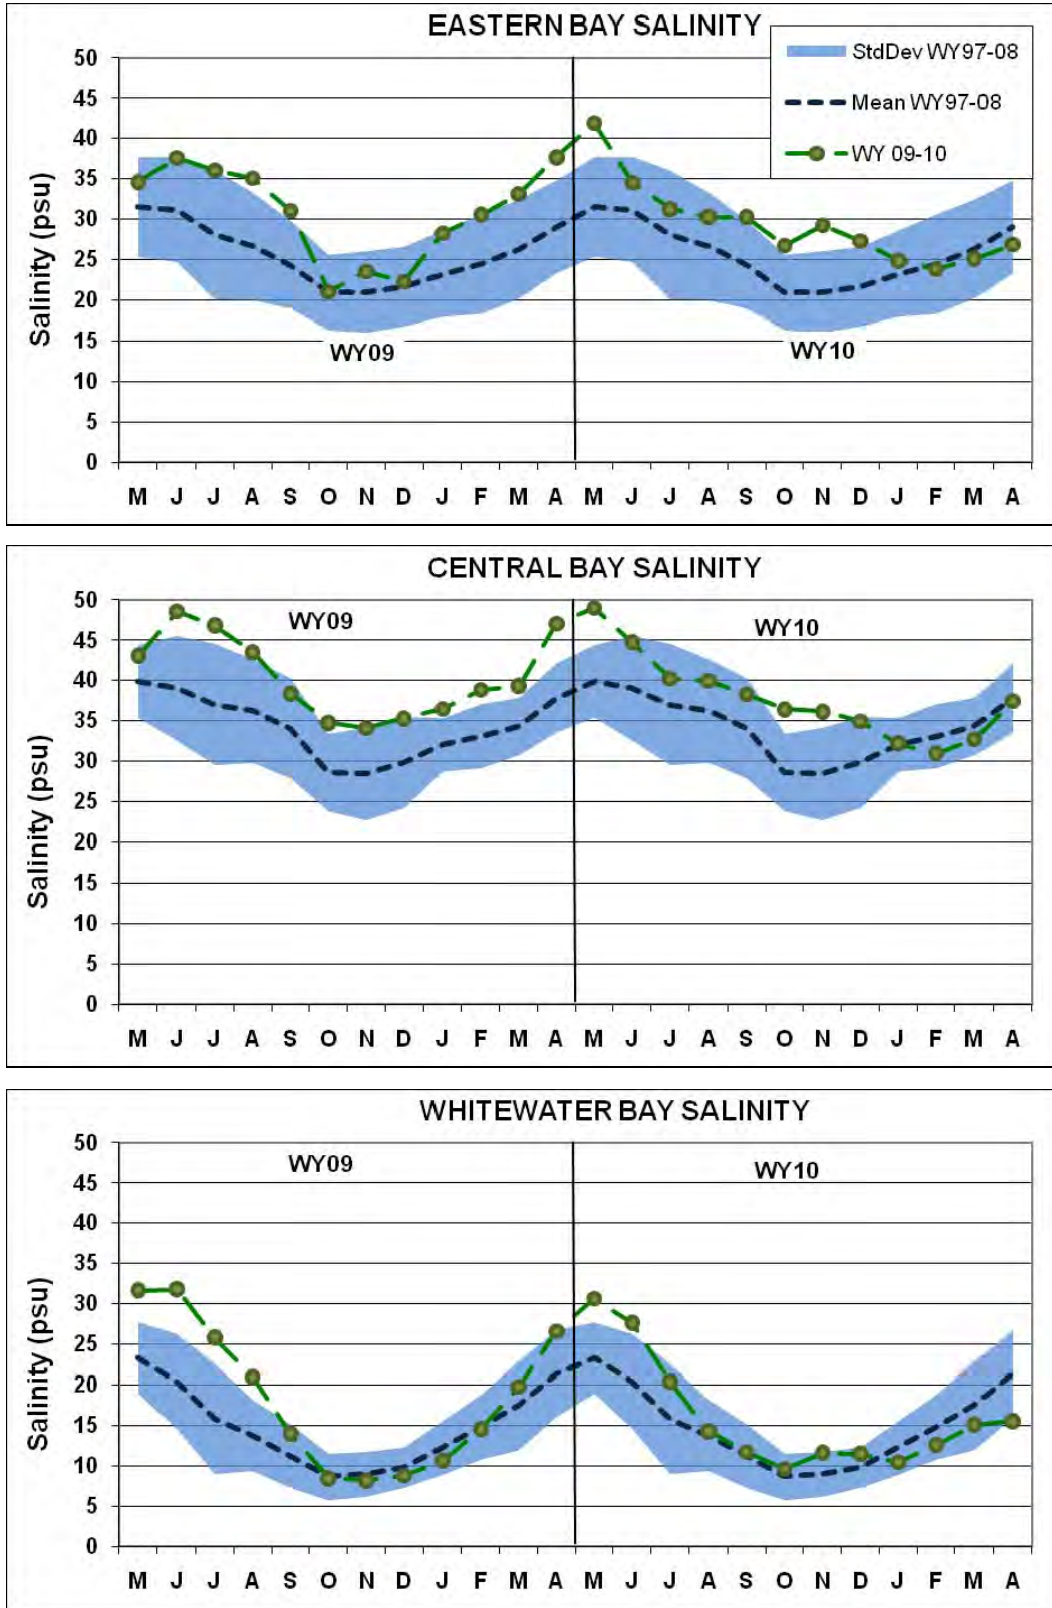 EASTERN BAY SALINITY
StdDev WY97-08
Mean WY97-08
WY 09-10
50
45
40
35
30
25
20
15
10
5
0
Salinity (psu)
WY09
WY10
M J J A S O N D J F M A M J J A S O N D J F M A
CENTRAL BAY SALINITY
50
45
40
35
30
25
20
15
10
5
0
Salinity (psu)
WY09
WY10
M J J A S O N D J F M A M J J A S O N D J F M A
WHITEWATER BAY SALINITY
50
45
40
35
30
25
20
15
10
5
0
Salinity (psu)
WY09
WY10
M J J A S O N D J F M A M J J A S O N D J F M A